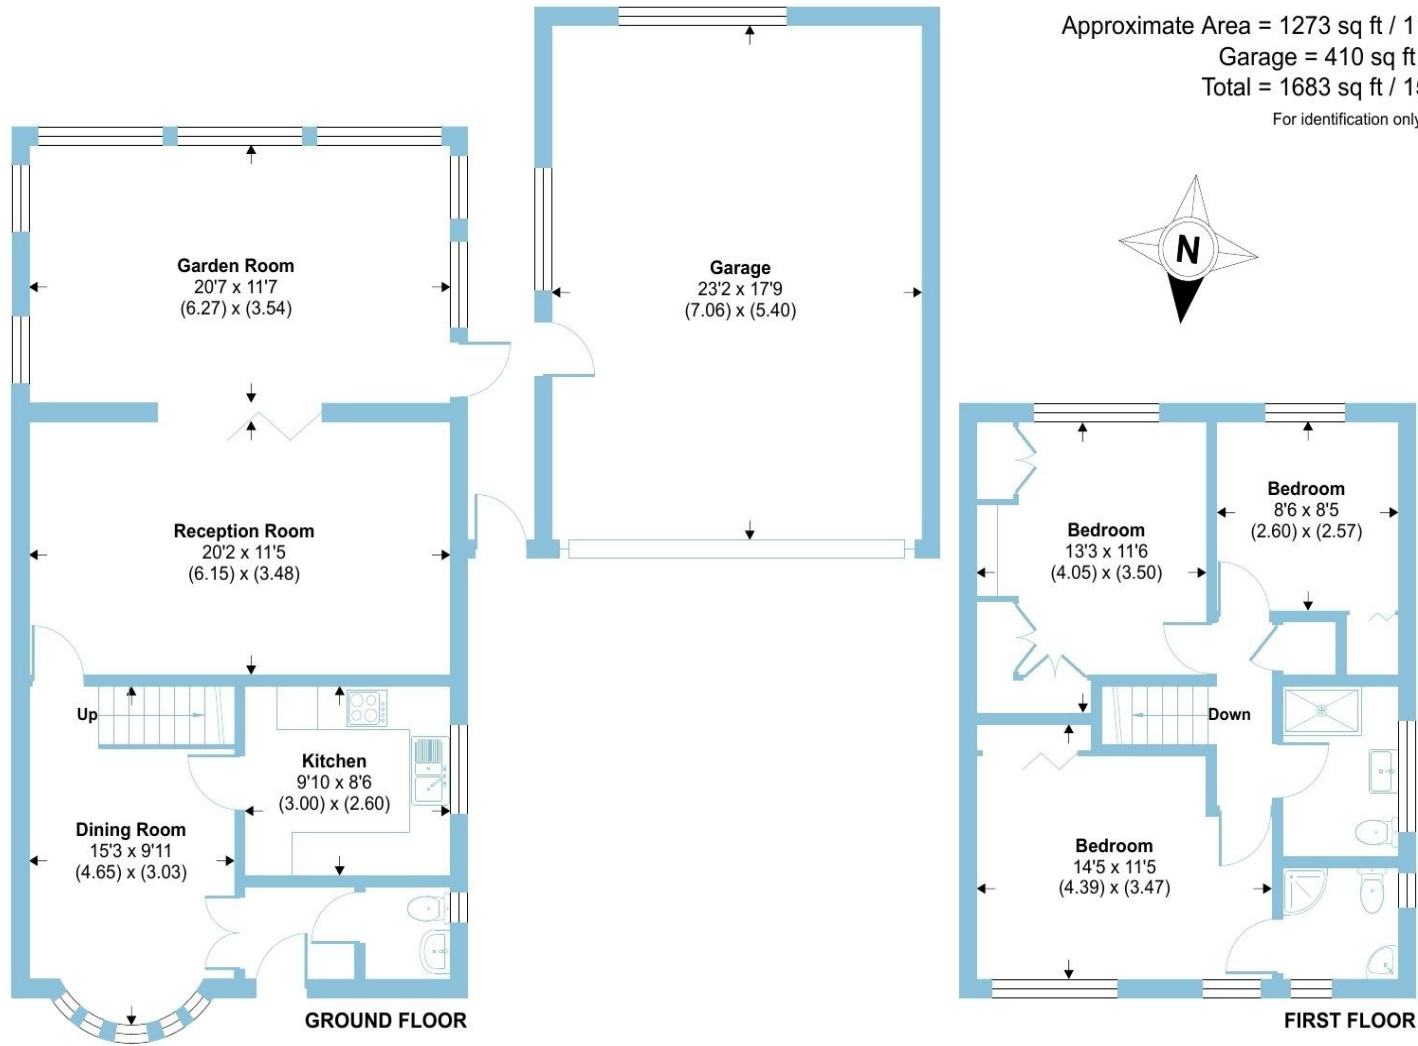 Approximate Area = 1273 sq ft / 1
Garage = 410 sq ft
Total = 1683 sq ft / 15
For identification only
N
Garden Room
20'7 x 11'7
(6.27) x (3.54)
Garage
23'2 x 17'9
(7.06) x (5.40)
Reception Room
20'2 x 11'5
(6.15) x (3.48)
Bedroom
13'3 x 11'6
(4.05) x (3.50)
Bedroom
8'6 x 8'5
(2.60) x (2.57)
Up
Kitchen
9'10 x 8'6
(3.00) x (2.60)
Dining Room
15'3 x 9'11
(4.65) x (3.03)
Down
Bedroom
14'5 x 11'5
(4.39) x (3.47)
GROUND FLOOR
FIRST FLOOR